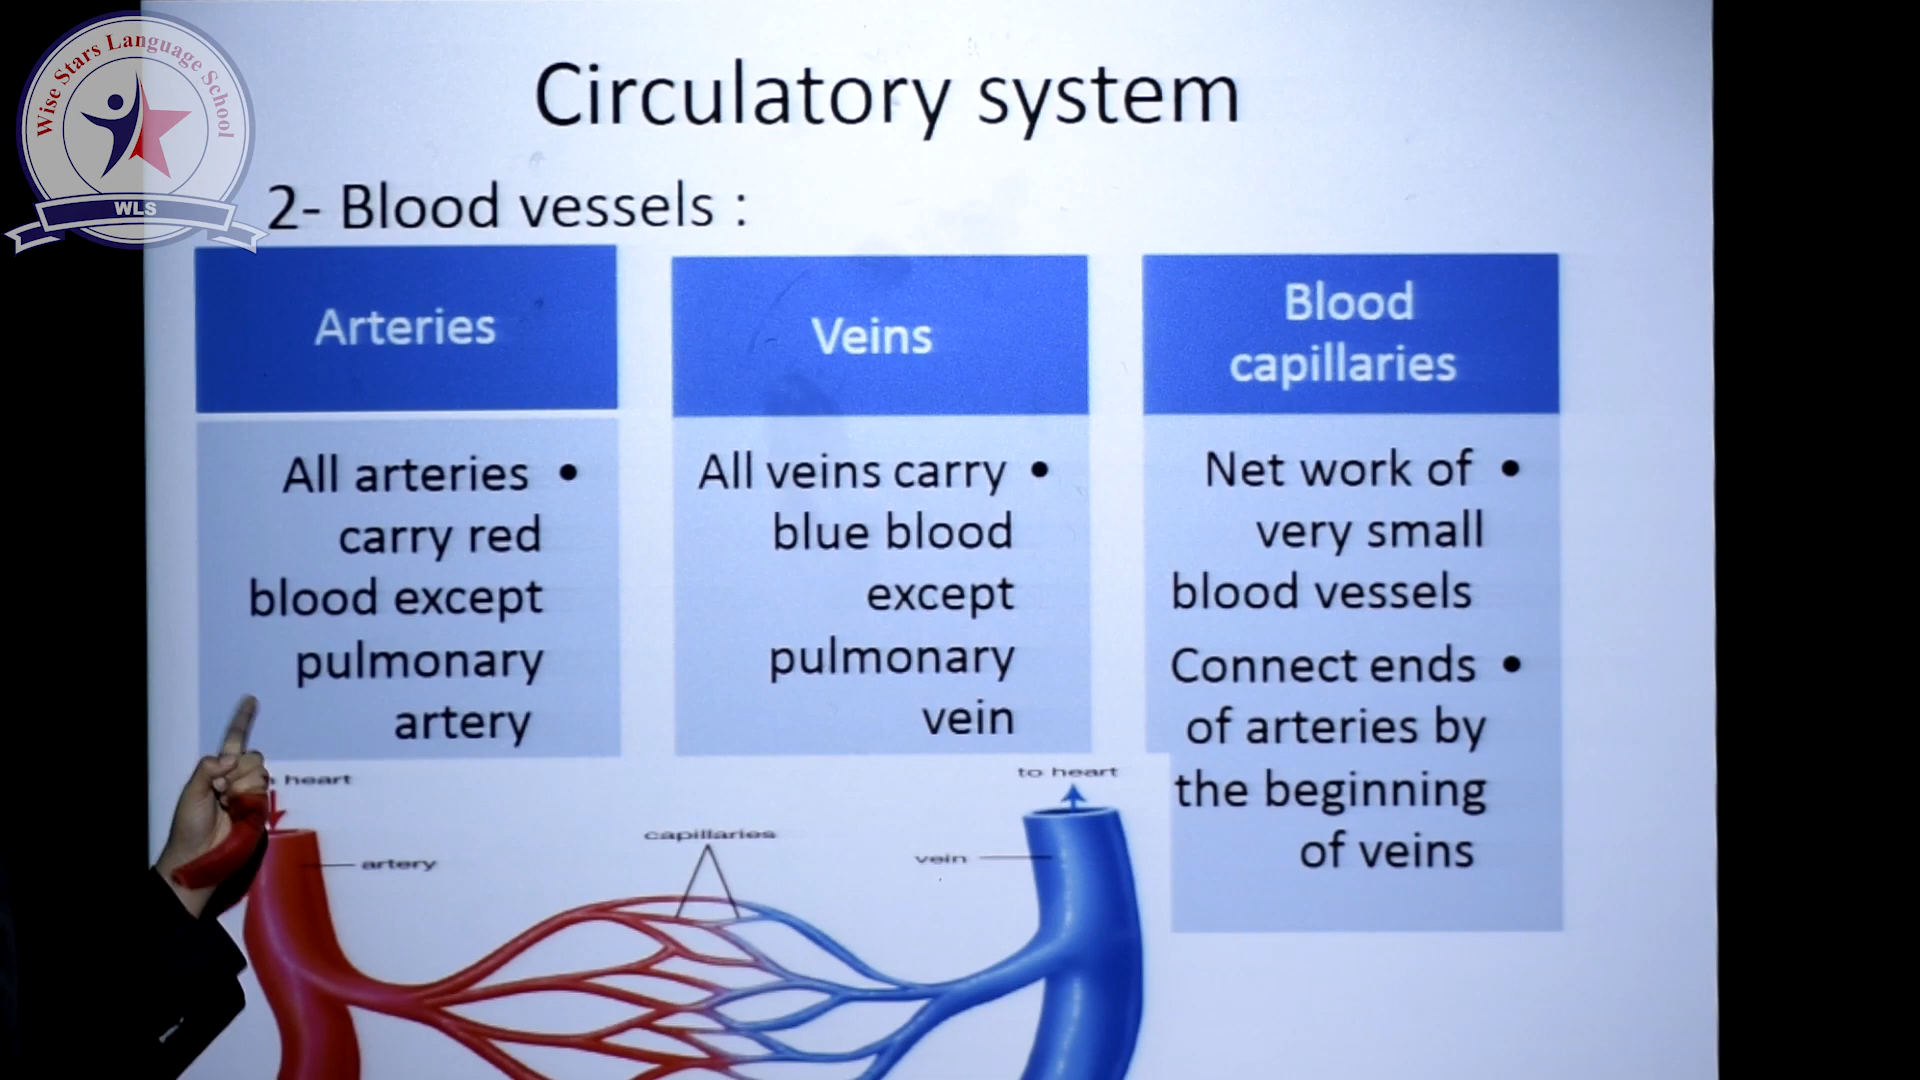 Wise Stars Language School
WLS
Circulatory system
2- Blood vessels :
Arteries
All arteries •
carry red
blood except
pulmonary
artery
Veins
All veins carry •
blue blood
except
pulmonary
vein
Blood
capillaries
Net work of •
very small
blood vessels
Connect ends •
of arteries by
the beginning
of veins
heart
artery
capillaries
vein
to heart